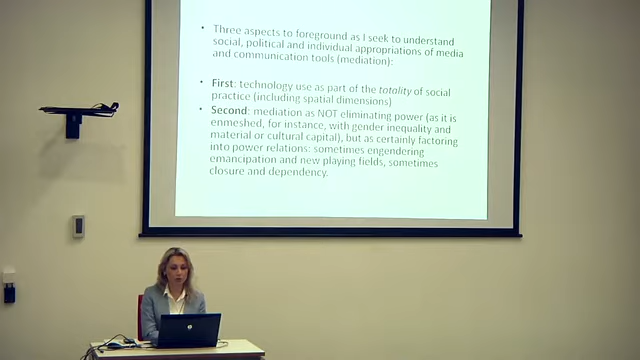 • Three aspects to foreground as I seek to understand
social, political and individual appropriations of media
and communication tools (mediation):
• First: technology use as part of the totality of social
practice (including spatial dimensions)
• Second: mediation as NOT eliminating power (as it is
enmeshed, for instance, with gender inequality and
material or cultural capital), but as certainly factoring
into power relations: sometimes engendering
emancipation and new playing fields, sometimes
closure and dependency.